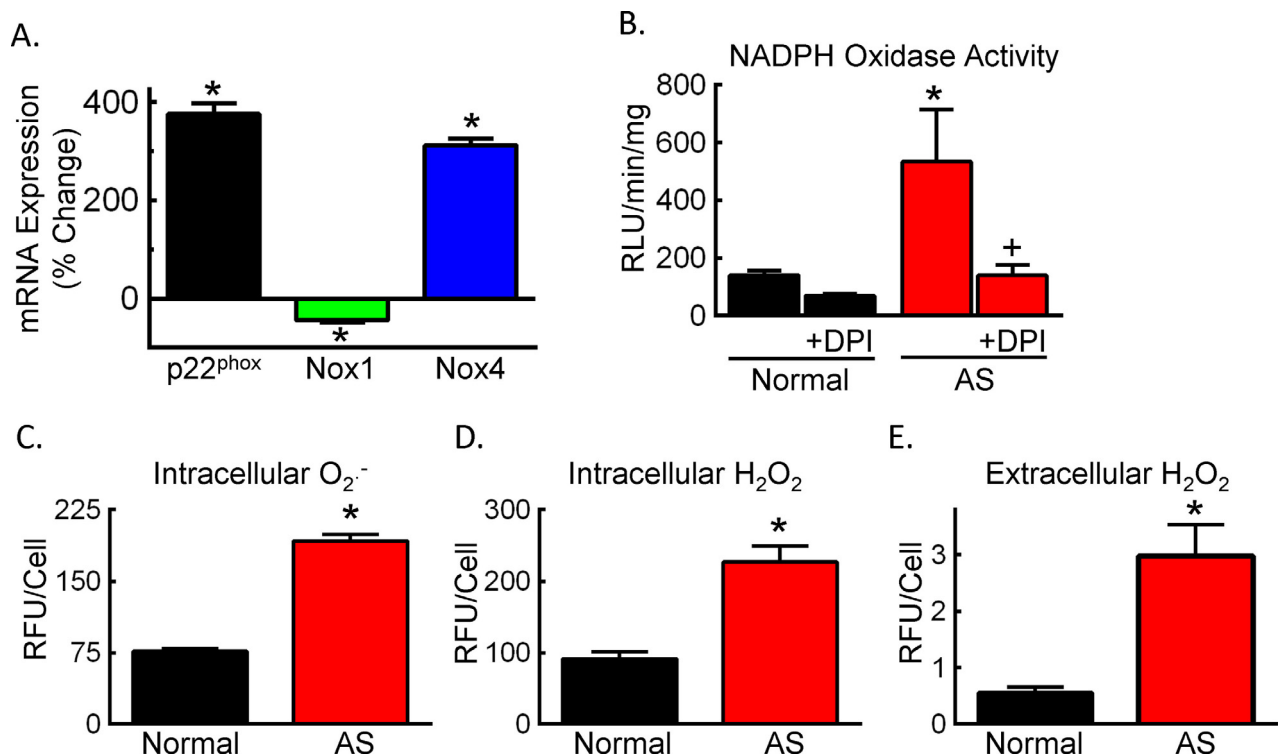 A.
mRNA Expression
(% Change)
400
200
0
*
*
*
p22phox Nox1 Nox4
B.
NADPH Oxidase Activity
RLU/min/mg
800
600
400
200
0
*
+
+DPI +DPI
Normal AS
C.
Intracellular O₂·-
RFU/Cell
225
150
75
0
*
Normal AS
D.
Intracellular H₂O₂
RFU/Cell
300
200
100
0
*
Normal AS
E.
Extracellular H₂O₂
RFU/Cell
3
2
1
0
*
Normal AS